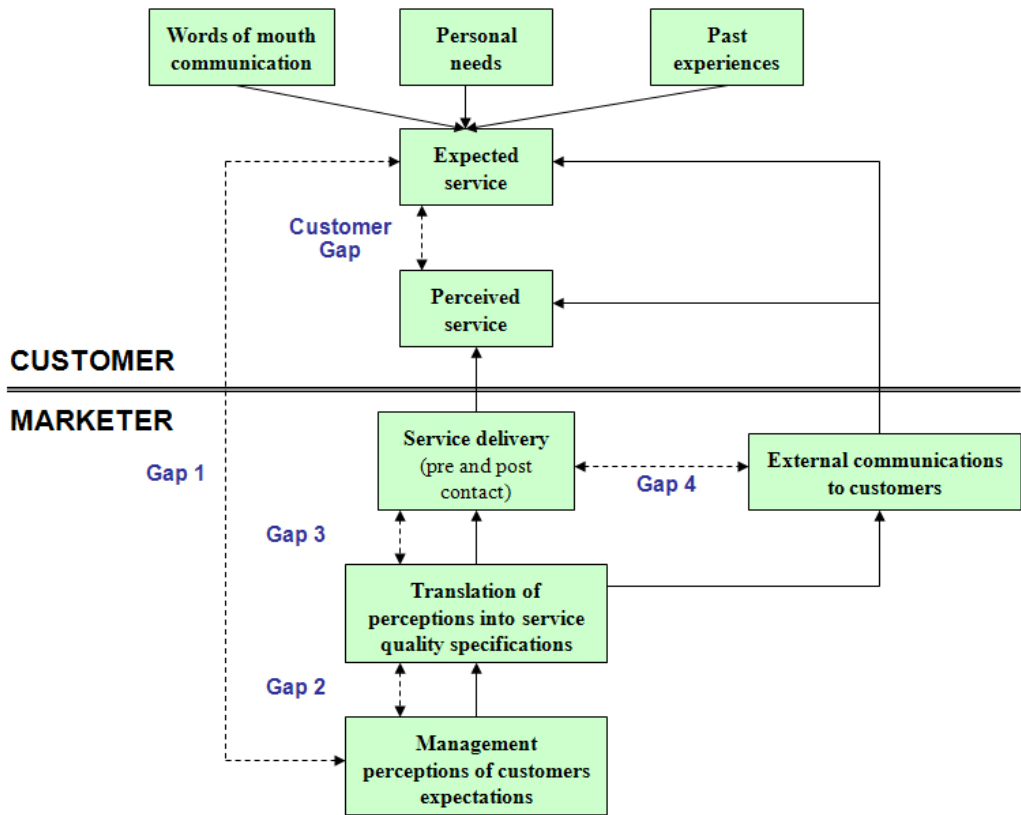 Words of mouth
communication
Personal
needs
Past
experiences
Expected
service
Customer
Gap
Perceived
service
CUSTOMER
MARKETER
Service delivery
(pre and post
contact)
External communications
to customers
Gap 1
Gap 4
Gap 3
Translation of
perceptions into service
quality specifications
Gap 2
Management
perceptions of customers
expectations